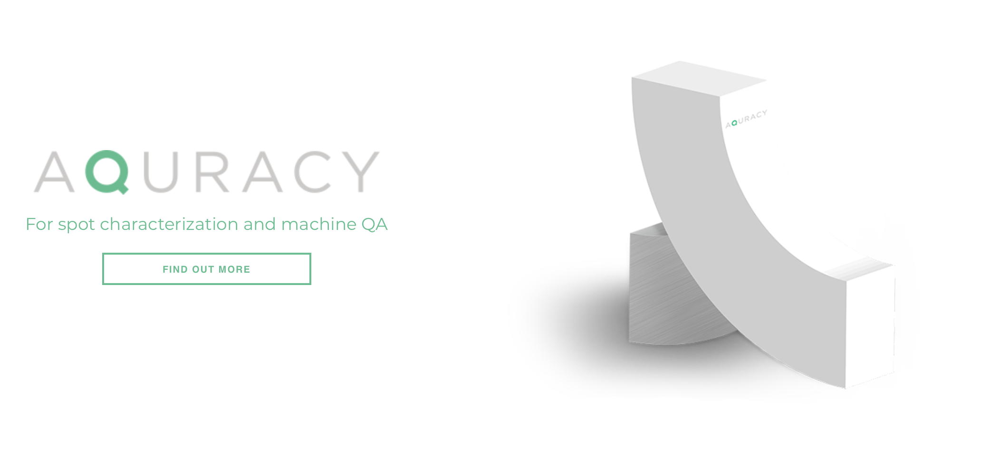 AQURACY
For spot characterization and machine QA
FIND OUT MORE
AQURACY